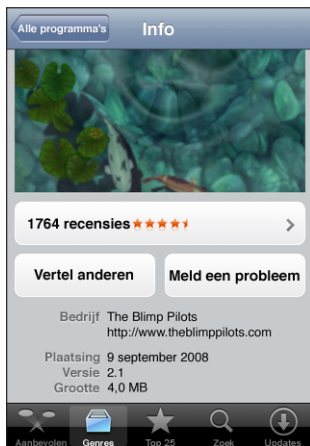 Alle programma's
Info
1764 recensies
Vertel anderen
Meld een probleem
Bedrijf The Blimp Pilots
http://www.theblimppilots.com
Plaatsing 9 september 2008
Versie 2.1
Grootte 4,0 MB
Aanbevolen Genres Top 25 Zoek Updates